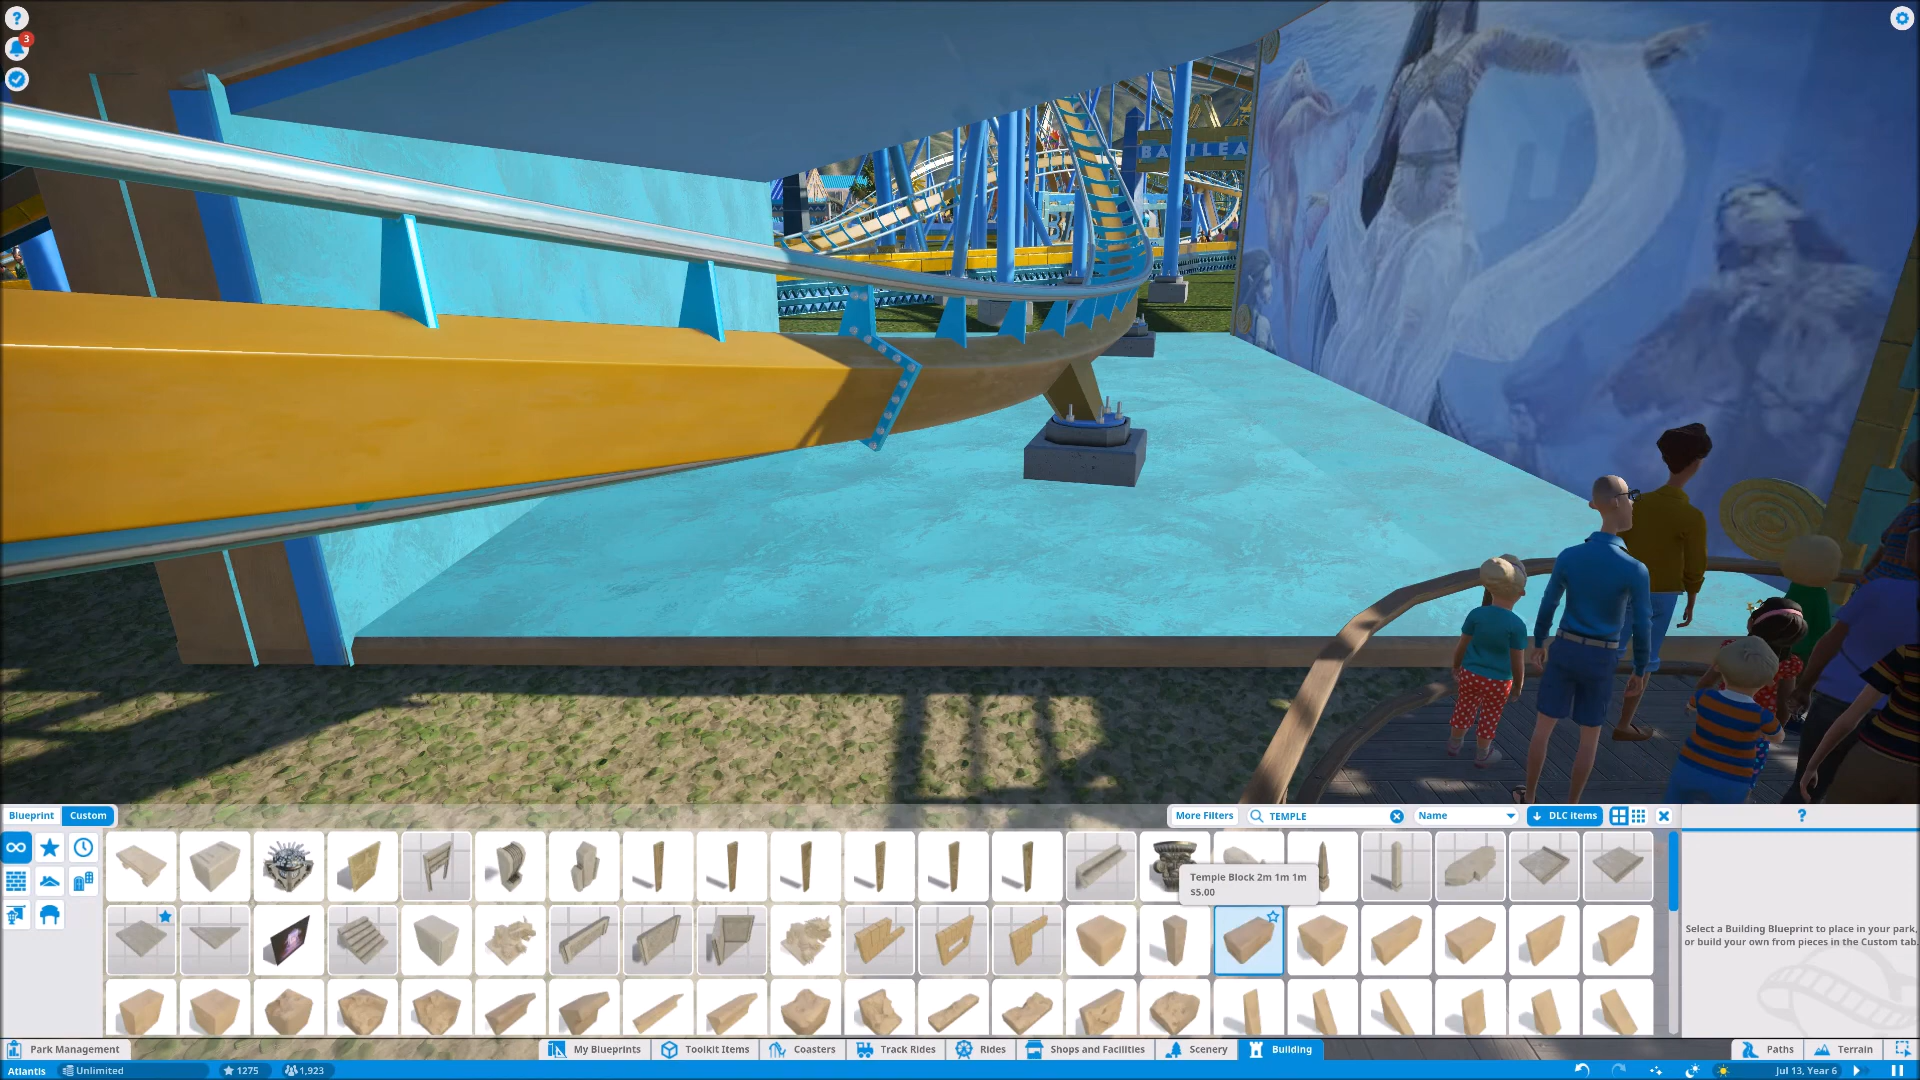 3
BASILEA
Blueprint
Custom
More Filters
TEMPLE
Name
DLC items
Temple Block 2m 1m 1m
$5.00
Select a Building Blueprint to place in your park,
or build your own from pieces in the Custom tab.
Park Management
My Blueprints
Toolkit Items
Coasters
Track Rides
Rides
Shops and Facilities
Scenery
Building
Paths
Terrain
Atlantis
Unlimited
1275
1,923
Jul 13, Year 6